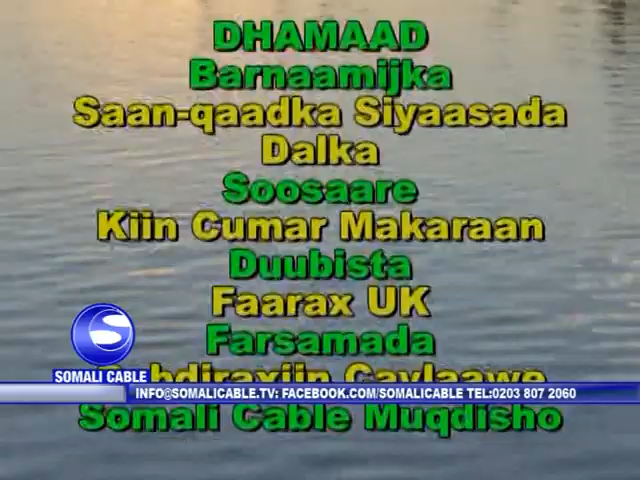 DHAMAAD
Barnaamijka
Saan-qaadka Siyaasada
Dalka
Soosaare
Kiin Cumar Makaraan
Duubista
Faarax UK
Farsamada
Caylaawe
SOMALI CABLE
INFO@SOMALICABLE.TV: FACEBOOK.COM/SOMALICABLE TEL:0203 807 2060
Somali Cable Muqdisho